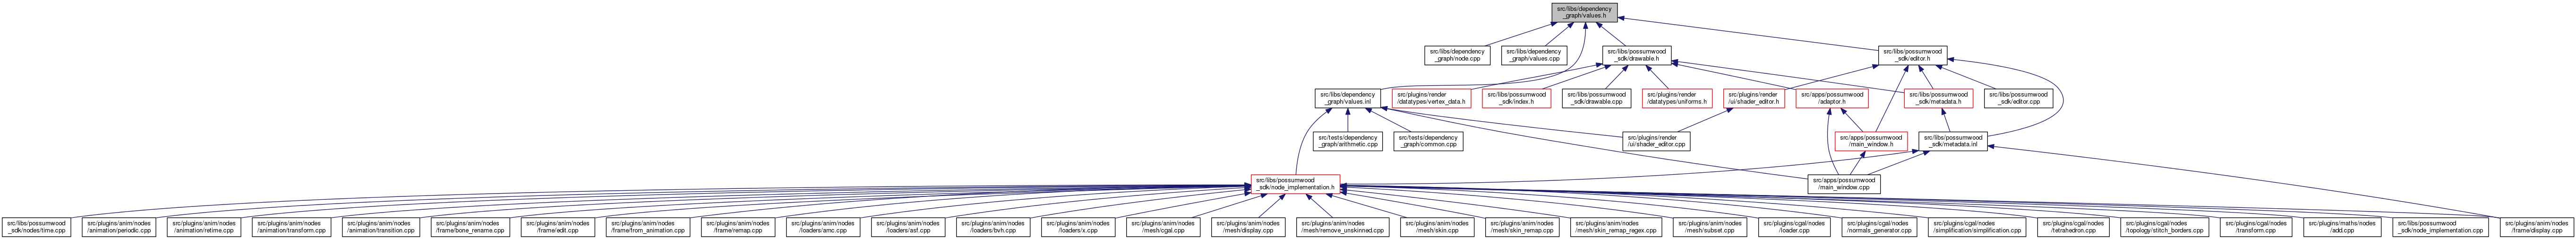 src/libs/dependency
_graph/values.h
src/libs/dependency
_graph/node.cpp
src/libs/dependency
_graph/values.cpp
src/libs/possumwood
_sdk/drawable.h
src/libs/possumwood
_sdk/editor.h
src/libs/dependency
_graph/values.inl
src/plugins/render
/datatypes/vertex_data.h
src/libs/possumwood
_sdk/index.h
src/libs/possumwood
_sdk/drawable.cpp
src/plugins/render
/datatypes/uniforms.h
src/plugins/render
/ui/shader_editor.h
src/apps/possumwood
/adaptor.h
src/libs/possumwood
_sdk/metadata.h
src/libs/possumwood
_sdk/editor.cpp
src/tests/dependency
_graph/arithmetic.cpp
src/tests/dependency
_graph/common.cpp
src/plugins/render
/ui/shader_editor.cpp
src/apps/possumwood
/main_window.h
src/libs/possumwood
_sdk/metadata.inl
src/libs/possumwood
_sdk/node_implementation.h
src/apps/possumwood
/main_window.cpp
src/libs/possumwood
_sdk/nodes/time.cpp
src/plugins/anim/nodes
/animation/periodic.cpp
src/plugins/anim/nodes
/animation/retime.cpp
src/plugins/anim/nodes
/animation/transform.cpp
src/plugins/anim/nodes
/animation/transition.cpp
src/plugins/anim/nodes
/frame/bone_rename.cpp
src/plugins/anim/nodes
/frame/edit.cpp
src/plugins/anim/nodes
/frame/from_animation.cpp
src/plugins/anim/nodes
/frame/remap.cpp
src/plugins/anim/nodes
/loaders/amc.cpp
src/plugins/anim/nodes
/loaders/asf.cpp
src/plugins/anim/nodes
/loaders/bvh.cpp
src/plugins/anim/nodes
/loaders/x.cpp
src/plugins/anim/nodes
/mesh/cgal.cpp
src/plugins/anim/nodes
/mesh/display.cpp
src/plugins/anim/nodes
/mesh/remove_unskinned.cpp
src/plugins/anim/nodes
/mesh/skin.cpp
src/plugins/anim/nodes
/mesh/skin_remap.cpp
src/plugins/anim/nodes
/mesh/skin_remap_regex.cpp
src/plugins/anim/nodes
/mesh/subset.cpp
src/plugins/cgal/nodes
/loader.cpp
src/plugins/cgal/nodes
/normals_generator.cpp
src/plugins/cgal/nodes
/simplification/simplification.cpp
src/plugins/cgal/nodes
/tetrahedron.cpp
src/plugins/cgal/nodes
/topology/stitch_borders.cpp
src/plugins/cgal/nodes
/transform.cpp
src/plugins/maths/nodes
/add.cpp
src/libs/possumwood
_sdk/node_implementation.cpp
src/plugins/anim/nodes
/frame/display.cpp